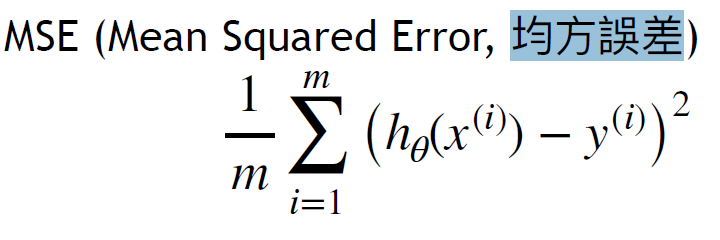 MSE (Mean Squared Error, 均方誤差)
$\frac{1}{m} \sum_{i=1}^{m} \left( h_\theta(x^{(i)}) - y^{(i)} \right)^2$